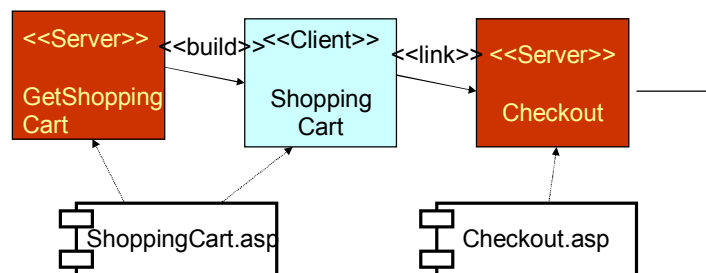 <<Server>>
GetShopping
Cart
<<build>>
<<Client>>
Shopping
Cart
<<link>>
<<Server>>
Checkout
ShoppingCart.asp
Checkout.asp